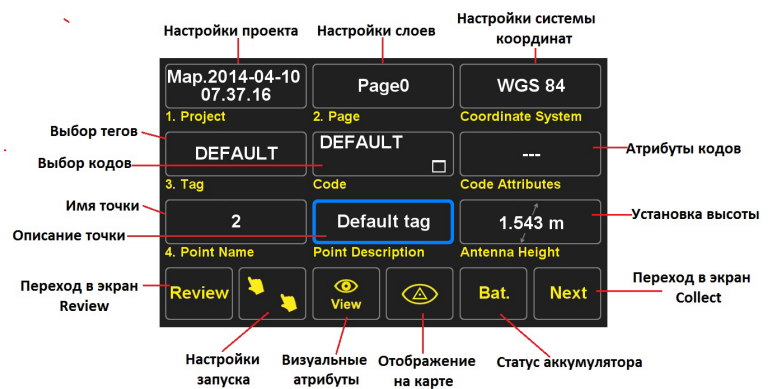 Настройки проекта
Настройки слоев
Настройки системы
координат
Map.2014-04-10
07.37.16
Page0
WGS 84
1. Project
2. Page
Coordinate System
Выбор тегов
Выбор кодов
DEFAULT
DEFAULT
---
Атрибуты кодов
3. Tag
Code
Code Attributes
Имя точки
Описание точки
2
Default tag
1.543 m
Установка высоты
4. Point Name
Point Description
Antenna Height
Переход в экран
Review
Review
View
Bat.
Next
Переход в экран
Collect
Настройки
запуска
Визуальные
атрибуты
Отображение
на карте
Статус аккумулятора